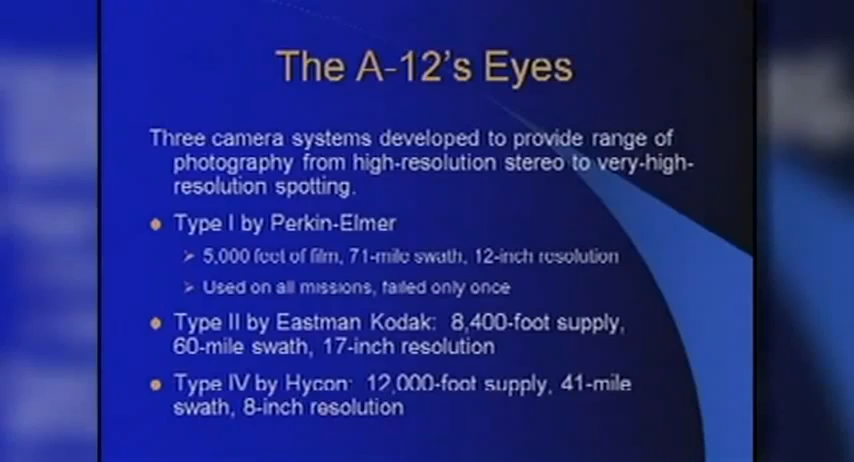 The A-12's Eyes
Three camera systems developed to provide range of
photography from high-resolution stereo to very-high-
resolution spotting.
Type I by Perkin-Elmer
5,000 feet of film, 71-mile swath, 12-inch resolution
Used on all missions, failed only once
Type II by Eastman Kodak: 8,400-foot supply,
60-mile swath, 17-inch resolution
Type IV by Hycon: 12,000-foot supply, 41-mile
swath, 8-inch resolution